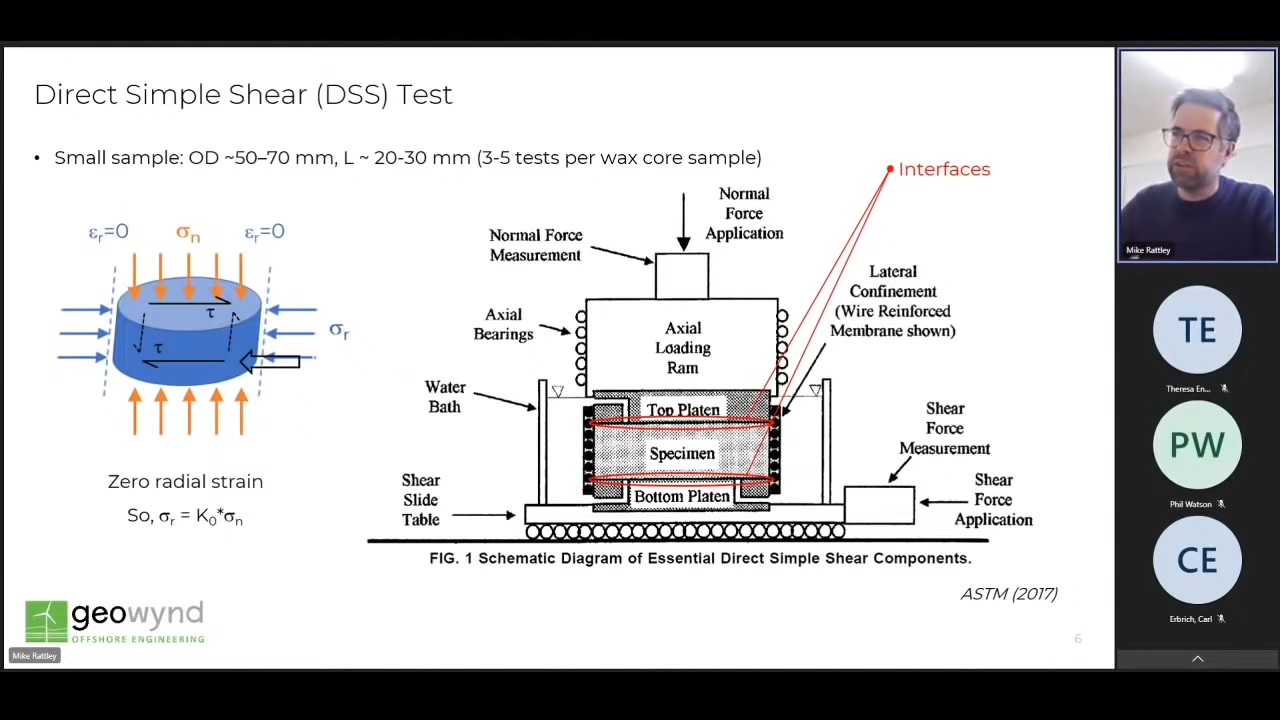 Direct Simple Shear (DSS) Test
• Small sample: OD ~50–70 mm, L ~ 20-30 mm (3-5 tests per wax core sample)
Interfaces
εr=0
σn
εr=0
τ
τ
σr
Zero radial strain
So, σr = K0*σn
Normal
Force
Application
Normal Force
Measurement
Lateral
Confinement
(Wire Reinforced
Membrane shown)
Axial
Bearings
Axial
Loading
Ram
Water
Bath
Top Platen
Specimen
Bottom Platen
Shear
Force
Measurement
Shear
Slide
Table
Shear
Force
Application
FIG. 1 Schematic Diagram of Essential Direct Simple Shear Components.
ASTM (2017)
geowynd
OFFSHORE ENGINEERING
6
Mike Rattley
Mike Rattley
TE
Theresa En...
PW
Phil Watson
CE
Erbrich, Carl